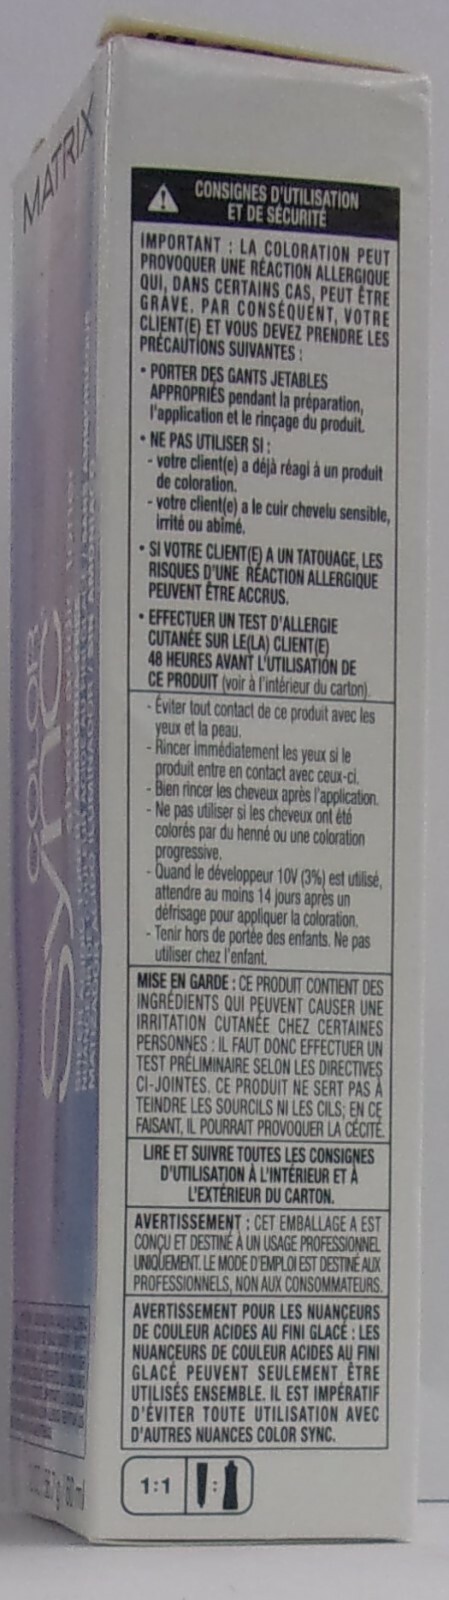 MATRIX
COLOR
sync
CONSIGNES D'UTILISATION
ET DE SÉCURITÉ
IMPORTANT : LA COLORATION PEUT
PROVOQUER UNE RÉACTION ALLERGIQUE
QUI, DANS CERTAINS CAS, PEUT ÊTRE
GRAVE. PAR CONSÉQUENT, VOTRE
CLIENT(E) ET VOUS DEVEZ PRENDRE LES
PRÉCAUTIONS SUIVANTES :
• PORTER DES GANTS JETABLES
APPROPRIÉS pendant la préparation,
l'application et le rinçage du produit.
• NE PAS UTILISER SI :
- votre client(e) a déjà réagi à un produit
de coloration.
- votre client(e) a le cuir chevelu sensible,
irrité ou abîmé.
• SI VOTRE CLIENT(E) A UN TATOUAGE, LES
RISQUES D'UNE RÉACTION ALLERGIQUE
PEUVENT ÊTRE ACCRUS.
• EFFECTUER UN TEST D'ALLERGIE
CUTANÉE SUR LE(LA) CLIENT(E)
48 HEURES AVANT L'UTILISATION DE
CE PRODUIT (voir à l'intérieur du carton).
- Éviter tout contact de ce produit avec les
yeux et la peau.
- Rincer immédiatement les yeux si le
produit entre en contact avec ceux-ci.
- Bien rincer les cheveux après l'application.
- Ne pas utiliser si les cheveux ont été
colorés par du henné ou une coloration
progressive.
- Quand le développeur 10V (3%) est utilisé,
attendre au moins 14 jours après un
défrisage pour appliquer la coloration.
- Tenir hors de portée des enfants. Ne pas
utiliser chez l'enfant.
MISE EN GARDE : CE PRODUIT CONTIENT DES
INGRÉDIENTS QUI PEUVENT CAUSER UNE
IRRITATION CUTANÉE CHEZ CERTAINES
PERSONNES : IL FAUT DONC EFFECTUER UN
TEST PRÉLIMINAIRE SELON LES DIRECTIVES
CI-JOINTES. CE PRODUIT NE SERT PAS À
TEINDRE LES SOURCILS NI LES CILS; EN CE
FAISANT, IL POURRAIT PROVOQUER LA CÉCITÉ.
LIRE ET SUIVRE TOUTES LES CONSIGNES
D'UTILISATION À L'INTÉRIEUR ET À
L'EXTÉRIEUR DU CARTON.
AVERTISSEMENT : CET EMBALLAGE A EST
CONÇU ET DESTINÉ À UN USAGE PROFESSIONNEL
UNIQUEMENT. LE MODE D'EMPLOI EST DESTINÉ AUX
PROFESSIONNELS, NON AUX CONSOMMATEURS.
AVERTISSEMENT POUR LES NUANCEURS
DE COULEUR ACIDES AU FINI GLACÉ : LES
NUANCEURS DE COULEUR ACIDES AU FINI
GLACÉ PEUVENT SEULEMENT ÊTRE
UTILISÉS ENSEMBLE. IL EST IMPÉRATIF
D'ÉVITER TOUTE UTILISATION AVEC
D'AUTRES NUANCES COLOR SYNC.
1:1